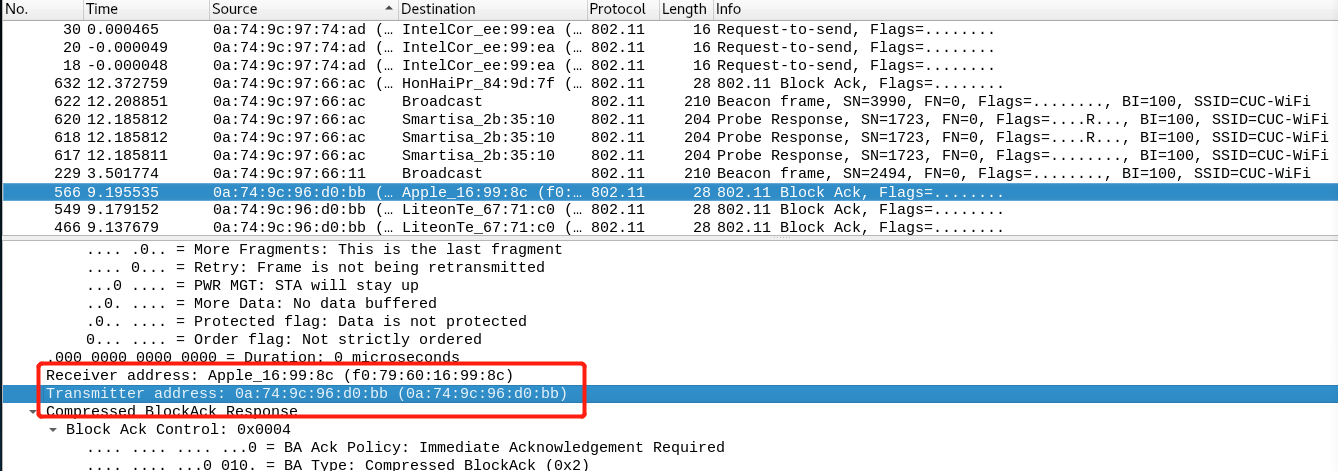 No. Time Source Destination Protocol Length Info
30 0.000465 0a:74:9c:97:74:ad (… IntelCor_ee:99:ea (… 802.11 16 Request-to-send, Flags=........
20 -0.000049 0a:74:9c:97:74:ad (… IntelCor_ee:99:ea (… 802.11 16 Request-to-send, Flags=........
18 -0.000048 0a:74:9c:97:74:ad (… IntelCor_ee:99:ea (… 802.11 16 Request-to-send, Flags=........
632 12.372759 0a:74:9c:97:66:ac (… HonHaiPr_84:9d:7f (… 802.11 28 802.11 Block Ack, Flags=........
622 12.208851 0a:74:9c:97:66:ac Broadcast 802.11 210 Beacon frame, SN=3990, FN=0, Flags=........, BI=100, SSID=CUC-WiFi
620 12.185812 0a:74:9c:97:66:ac Smartisa_2b:35:10 802.11 204 Probe Response, SN=1723, FN=0, Flags=....R..., BI=100, SSID=CUC-WiFi
618 12.185812 0a:74:9c:97:66:ac Smartisa_2b:35:10 802.11 204 Probe Response, SN=1723, FN=0, Flags=....R..., BI=100, SSID=CUC-WiFi
617 12.185811 0a:74:9c:97:66:ac Smartisa_2b:35:10 802.11 204 Probe Response, SN=1723, FN=0, Flags=........, BI=100, SSID=CUC-WiFi
229 3.501774 0a:74:9c:97:66:11 Broadcast 802.11 210 Beacon frame, SN=2494, FN=0, Flags=........, BI=100, SSID=CUC-WiFi
566 9.195535 0a:74:9c:96:d0:bb (… Apple_16:99:8c (f0:… 802.11 28 802.11 Block Ack, Flags=........
549 9.179152 0a:74:9c:96:d0:bb (… LiteonTe_67:71:c0 (… 802.11 28 802.11 Block Ack, Flags=........
466 9.137679 0a:74:9c:96:d0:bb (… LiteonTe_67:71:c0 (… 802.11 28 802.11 Block Ack, Flags=........
.... .0.. = More Fragments: This is the last fragment
.... 0... = Retry: Frame is not being retransmitted
...0 .... = PWR MGT: STA will stay up
..0. .... = More Data: No data buffered
.0.. .... = Protected flag: Data is not protected
0... .... = Order flag: Not strictly ordered
.000 0000 0000 0000 = Duration: 0 microseconds
Receiver address: Apple_16:99:8c (f0:79:60:16:99:8c)
Transmitter address: 0a:74:9c:96:d0:bb (0a:74:9c:96:d0:bb)
Compressed BlockAck Response
Block Ack Control: 0x0004
.... .... .... ...0 = BA Ack Policy: Immediate Acknowledgement Required
.... .... ...0 010. = BA Type: Compressed BlockAck (0x2)